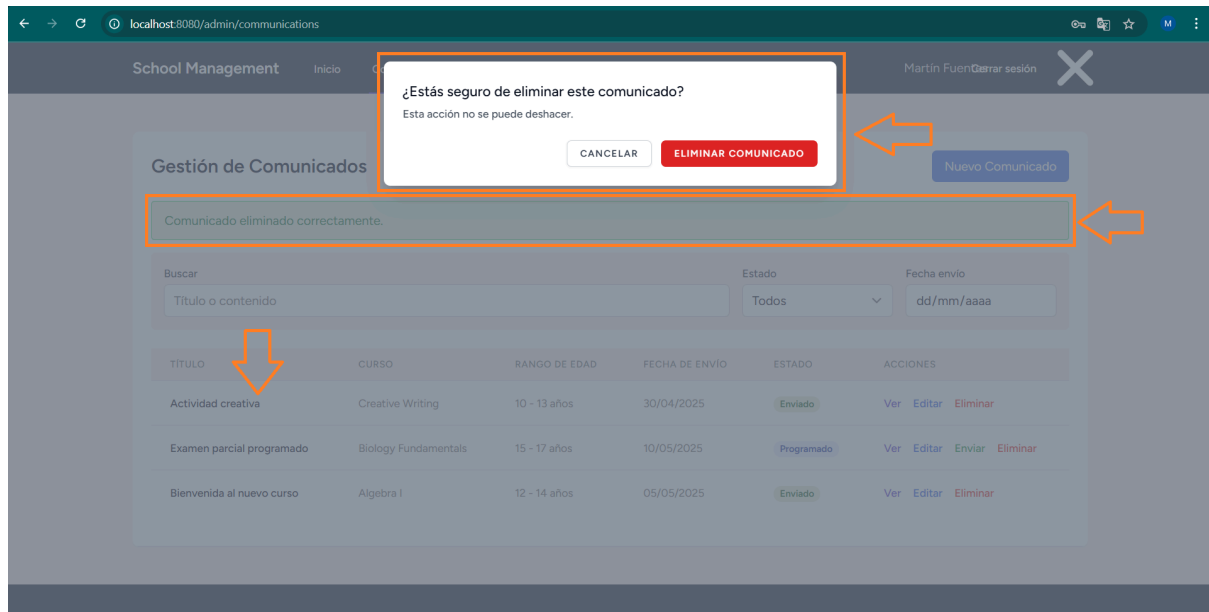 localhost:8080/admin/communications
M
School Management Inicio
Martín Fuen Cerrar sesión
¿Estás seguro de eliminar este comunicado?
Esta acción no se puede deshacer.
CANCELAR ELIMINAR COMUNICADO
Gestión de Comunicados
Nuevo Comunicado
Comunicado eliminado correctamente.
Buscar Estado Fecha envío
Título o contenido Todos dd/mm/aaaa
TÍTULO CURSO RANGO DE EDAD FECHA DE ENVÍO ESTADO ACCIONES
Actividad creativa Creative Writing 10 - 13 años 30/04/2025 Enviado Ver Editar Eliminar
Examen parcial programado Biology Fundamentals 15 - 17 años 10/05/2025 Programado Ver Editar Enviar Eliminar
Bienvenida al nuevo curso Algebra I 12 - 14 años 05/05/2025 Enviado Ver Editar Eliminar